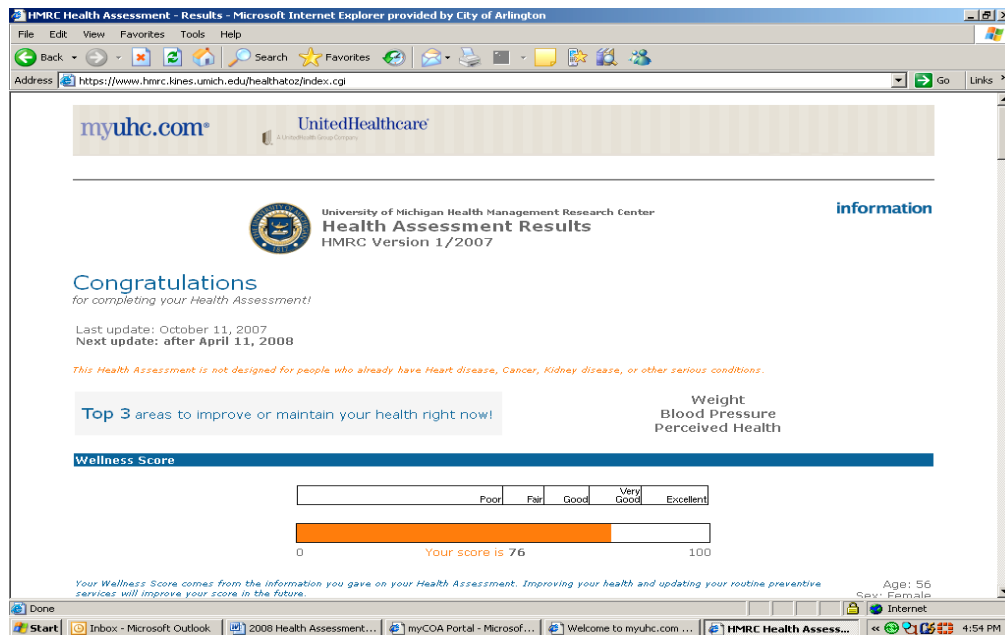 HMRC Health Assessment - Results - Microsoft Internet Explorer provided by City of Arlington
File Edit View Favorites Tools Help
Back Search Favorites
Address https://www.hmrc.kines.umich.edu/healthatoz/index.cgi Go Links
myuhc.com® UnitedHealthcare®
A UnitedHealth Group Company
University of Michigan Health Management Research Center
information
Health Assessment Results
HMRC Version 1/2007
Congratulations
for completing your Health Assessment!
Last update: October 11, 2007
Next update: after April 11, 2008
This Health Assessment is not designed for people who already have Heart disease, Cancer, Kidney disease, or other serious conditions.
Top 3 areas to improve or maintain your health right now!
Weight
Blood Pressure
Perceived Health
Wellness Score
Poor Fair Good Very Good Excellent
0 Your score is 76 100
Your Wellness Score comes from the information you gave on your Health Assessment. Improving your health and updating your routine preventive
services will improve your score in the future.
Age: 56
Sex: Female
Done Internet
Start Inbox - Microsoft Outlook 2008 Health Assessment... myCOA Portal - Microsof... Welcome to myuhc.com ... HMRC Health Assess... 4:54 PM